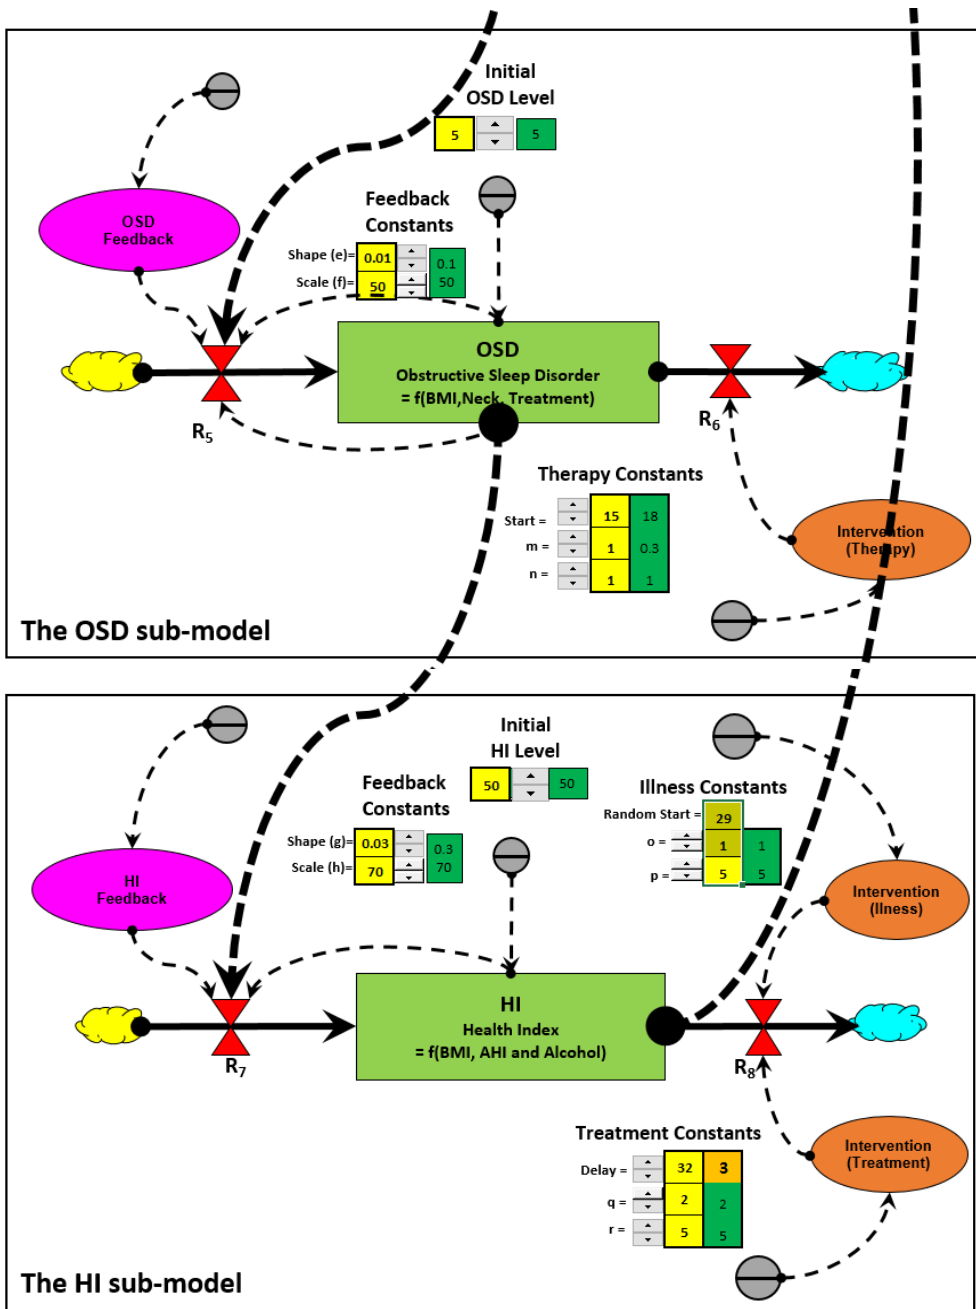 Initial
OSD Level
5 5
OSD
Feedback
Feedback
Constants
Shape (e)= 0.01 0.1
Scale (f)= 50 50
OSD
Obstructive Sleep Disorder
= f(BMI,Neck, Treatment)
R5
R6
Therapy Constants
Start = 15 18
m = 1 0.3
n = 1 1
Intervention
(Therapy)
The OSD sub-model
Initial
HI Level
50 50
Feedback
Constants
Shape (g)= 0.03 0.3
Scale (h)= 70 70
Illness Constants
Random Start = 29
o = 1 1
p = 5 5
HI
Feedback
Intervention
(Ilness)
HI
Health Index
= f(BMI, AHI and Alcohol)
R7
R8
Treatment Constants
Delay = 32 3
q = 2 2
r = 5 5
Intervention
(Treatment)
The HI sub-model